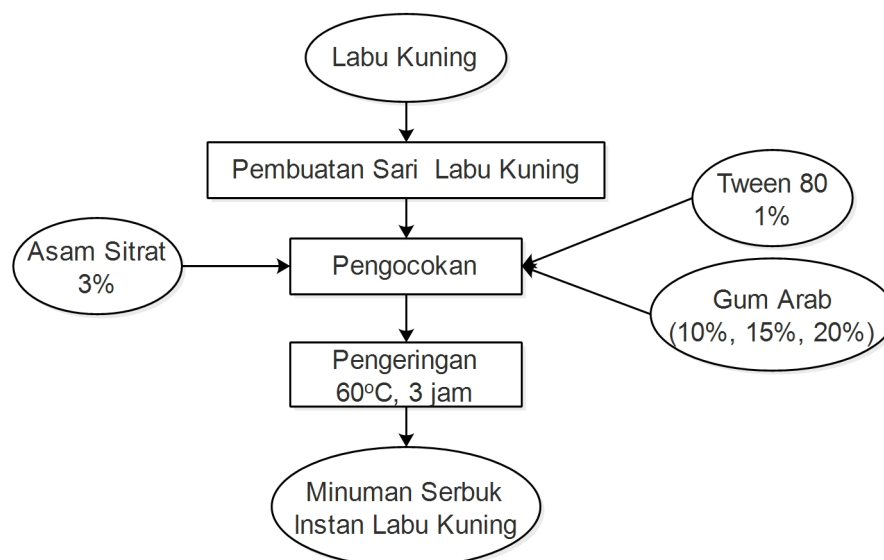 Labu Kuning
Pembuatan Sari Labu Kuning
Tween 80
1%
Asam Sitrat
3%
Pengocokan
Gum Arab
(10%, 15%, 20%)
Pengeringan
60°C, 3 jam
Minuman Serbuk
Instan Labu Kuning